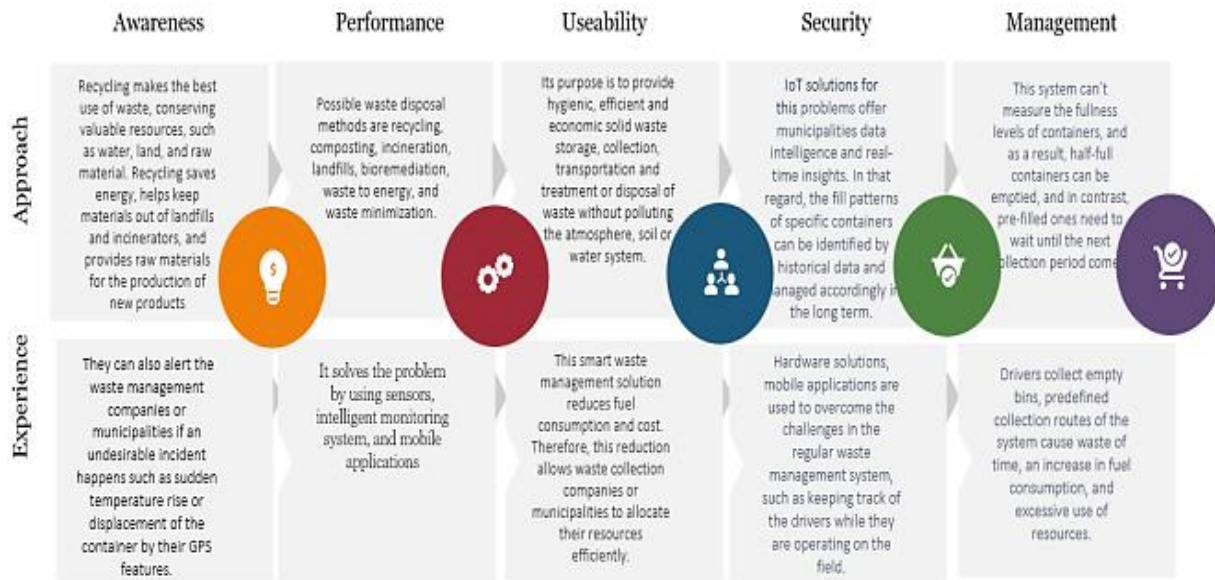 Awareness
Performance
Useability
Security
Management
Approach
Recycling makes the best
use of waste, conserving
valuable resources, such
as water, land, and raw
material. Recycling saves
energy, helps keep
materials out of landfills
and incinerators, and
provides raw materials
for the production of
new products
Possible waste disposal
methods are recycling,
composting, incineration,
landfills, bioremediation,
waste to energy, and
waste minimization.
Its purpose is to provide
hygienic, efficient and
economic solid waste
storage, collection,
transportation and
treatment or disposal of
waste without polluting
the atmosphere, soil or
water system.
IoT solutions for
this problems offer
municipalities data
intelligence and real-
time insights. In that
regard, the fill patterns
of specific containers
can be identified by
historical data and
managed accordingly in
the long term.
This system can't
measure the fullness
levels of containers, and
as a result, half-full
containers can be
emptied, and in contrast,
pre-filled ones need to
wait until the next
collection period come
$
Experience
They can also alert the
waste management
companies or
municipalities if an
undesirable incident
happens such as sudden
temperature rise or
displacement of the
container by their GPS
features.
It solves the problem
by using sensors,
intelligent monitoring
system, and mobile
applications
This smart waste
management solution
reduces fuel
consumption and cost.
Therefore, this reduction
allows waste collection
companies or
municipalities to allocate
their resources
efficiently.
Hardware solutions,
mobile applications are
used to overcome the
challenges in the
regular waste
management system,
such as keeping track of
the drivers while they
are operating on the
field.
Drivers collect empty
bins, predefined
collection routes of the
system cause waste of
time, an increase in fuel
consumption, and
excessive use of
resources.